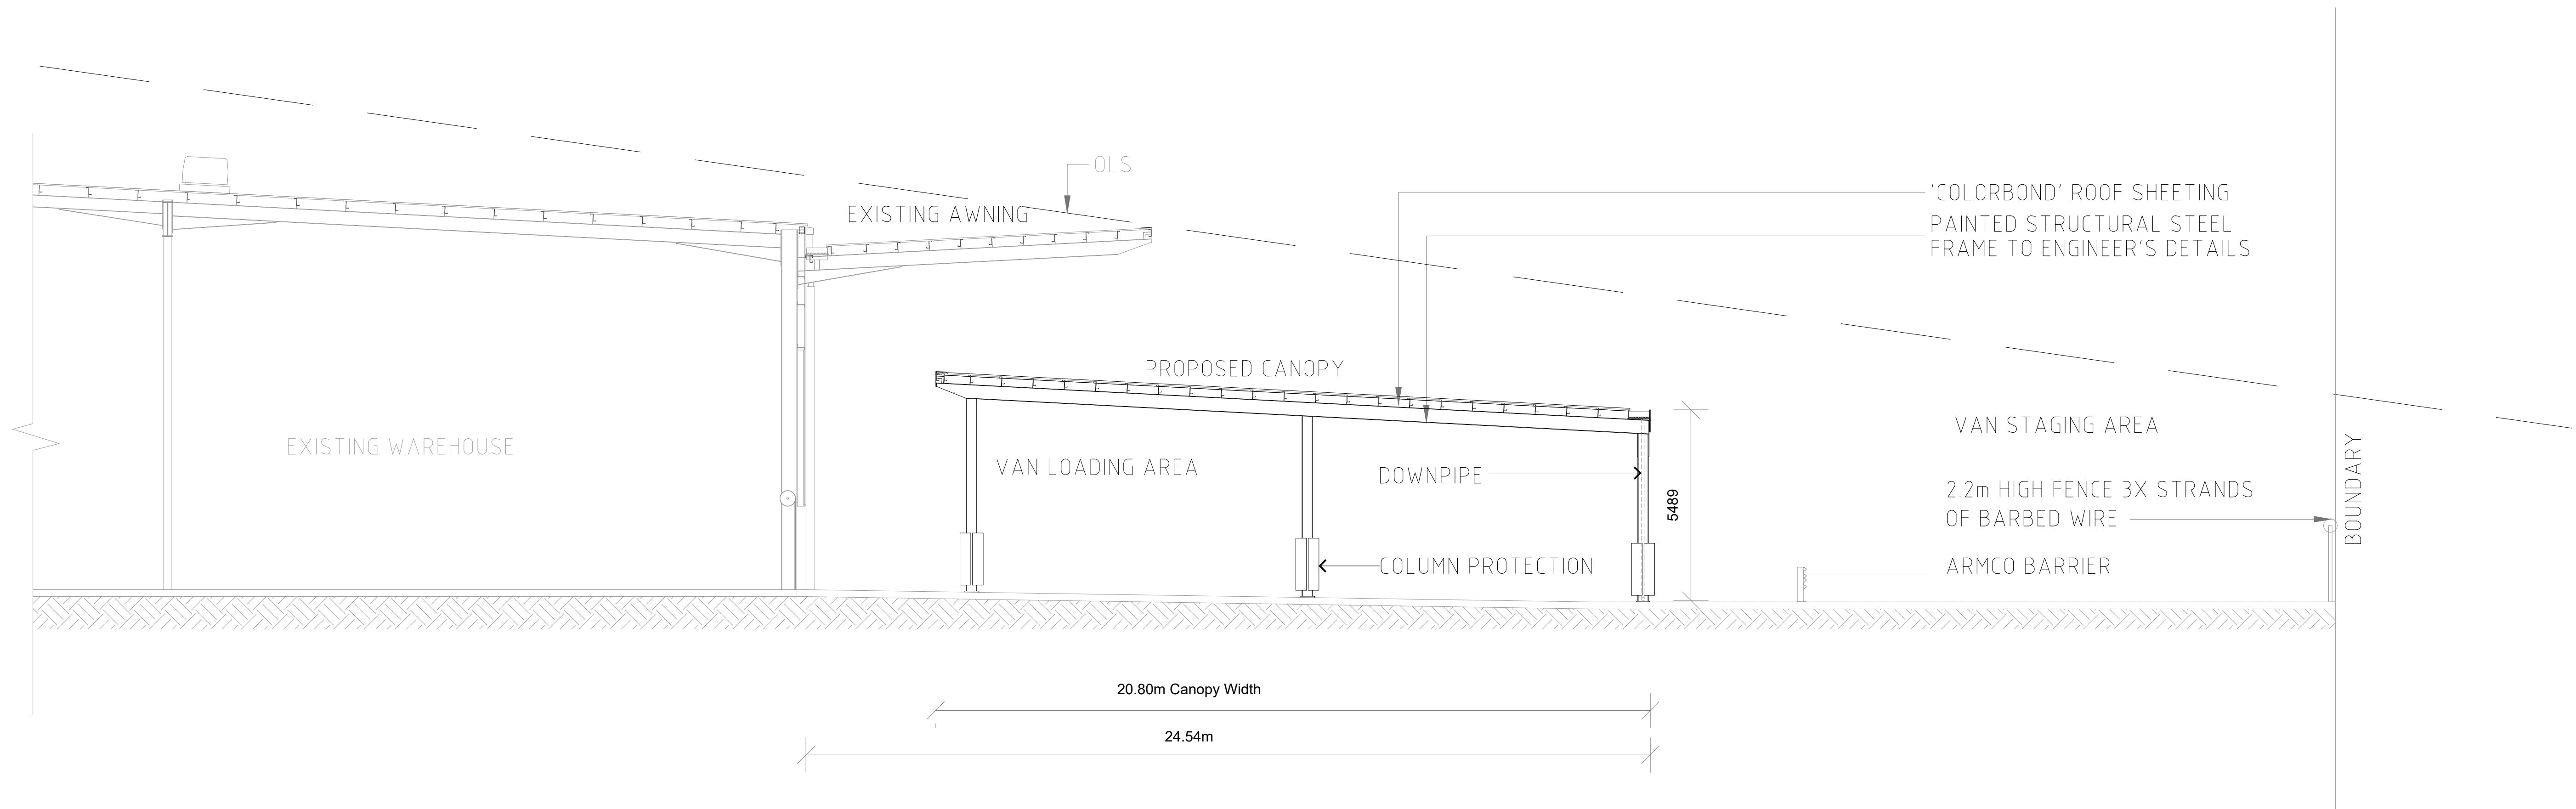 OLS
'COLORBOND' ROOF SHEETING
EXISTING AWNING
PAINTED STRUCTURAL STEEL
FRAME TO ENGINEER'S DETAILS
PROPOSED CANOPY
VAN STAGING AREA
EXISTING WAREHOUSE
VAN LOADING AREA
DOWNPIPE
5489
2.2m HIGH FENCE 3X STRANDS
OF BARBED WIRE
BOUNDARY
COLUMN PROTECTION
ARMCO BARRIER
20.80m Canopy Width
24.54m